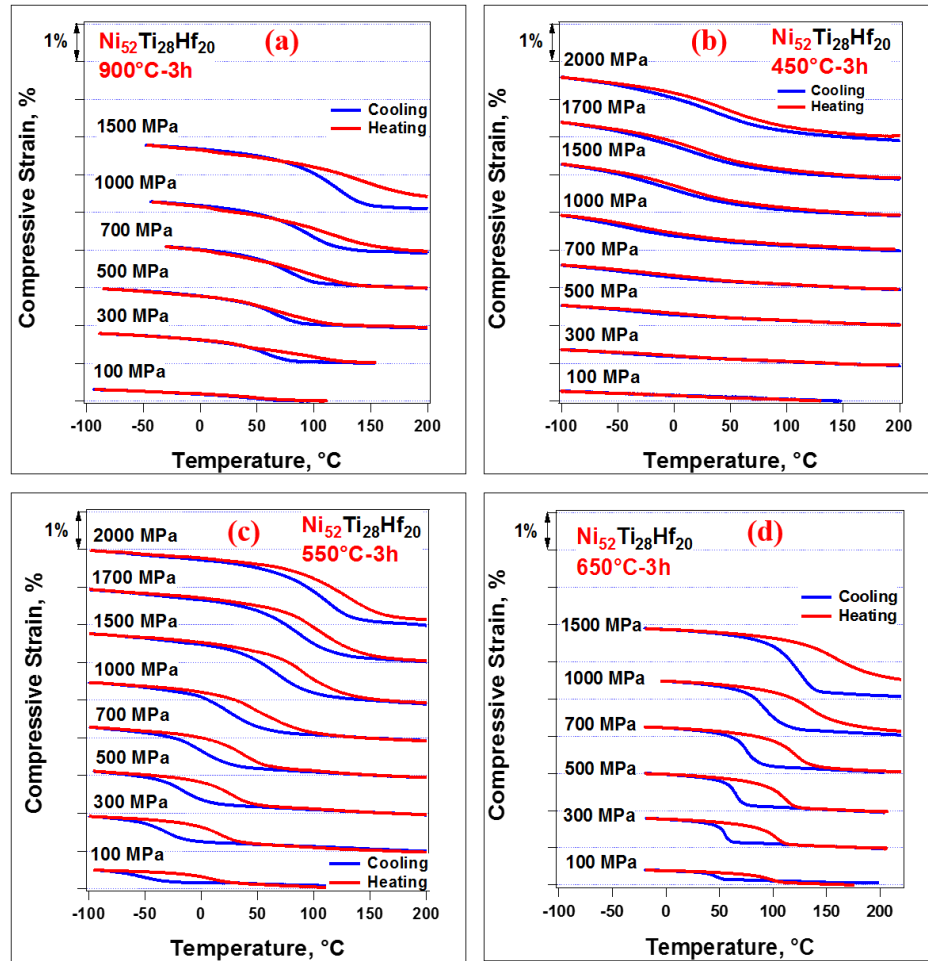 1%
Ni52Ti28Hf20
(a)
900°C-3h
Cooling
Heating
1500 MPa
1000 MPa
700 MPa
500 MPa
300 MPa
100 MPa
Compressive Strain, %
-100 -50 0 50 100 150 200
Temperature, °C
1%
(b)
Ni52Ti28Hf20
450°C-3h
Cooling
Heating
2000 MPa
1700 MPa
1500 MPa
1000 MPa
700 MPa
500 MPa
300 MPa
100 MPa
Compressive Strain, %
-100 -50 0 50 100 150 200
Temperature, °C
1%
(c)
Ni52Ti28Hf20
550°C-3h
2000 MPa
1700 MPa
1500 MPa
1000 MPa
700 MPa
500 MPa
300 MPa
100 MPa
Cooling
Heating
Compressive Strain, %
-100 -50 0 50 100 150 200
Temperature, °C
1%
(d)
Ni52Ti28Hf20
650°C-3h
Cooling
Heating
1500 MPa
1000 MPa
700 MPa
500 MPa
300 MPa
100 MPa
Compressive Strain, %
-100 -50 0 50 100 150 200
Temperature, °C